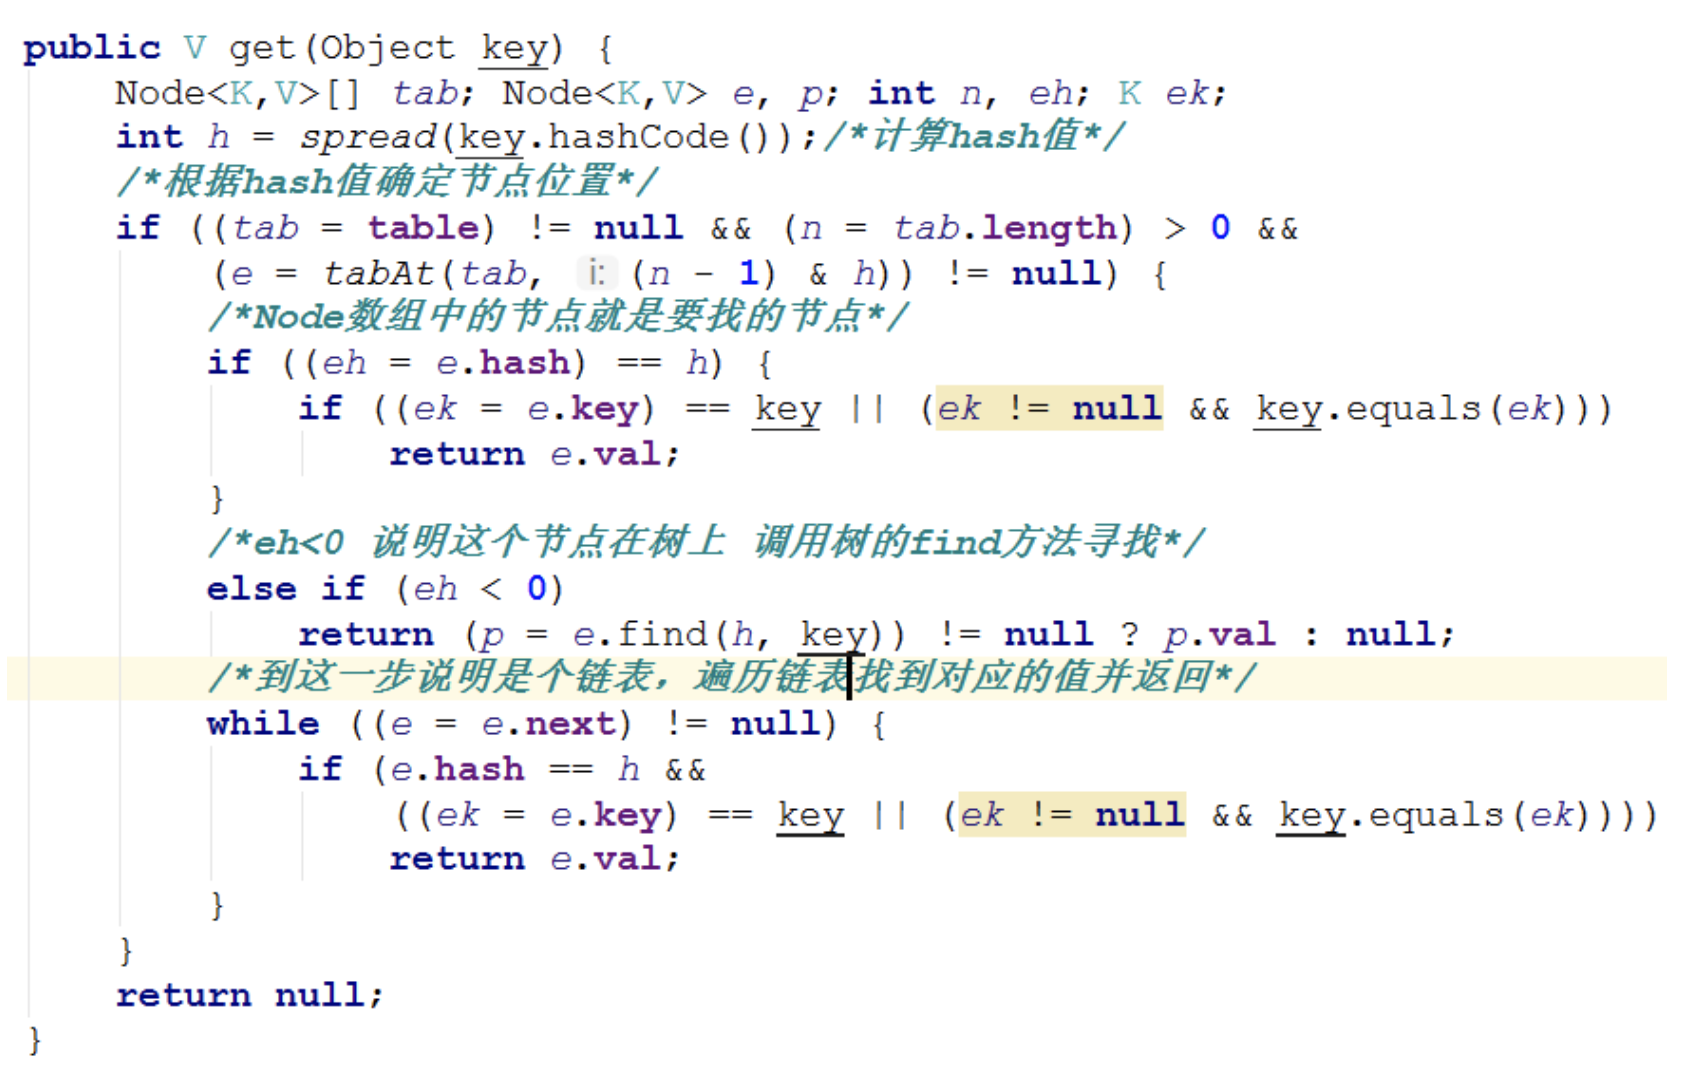 public V get(Object key) {
    Node<K,V>[] tab; Node<K,V> e, p; int n, eh; K ek;
    int h = spread(key.hashCode());/*计算hash值*/
    /*根据hash值确定节点位置*/
    if ((tab = table) != null && (n = tab.length) > 0 &&
        (e = tabAt(tab, i: (n - 1) & h)) != null) {
        /*Node数组中的节点就是要找的节点*/
        if ((eh = e.hash) == h) {
            if ((ek = e.key) == key || (ek != null && key.equals(ek)))
                return e.val;
        }
        /*eh<0 说明这个节点在树上 调用树的find方法寻找*/
        else if (eh < 0)
            return (p = e.find(h, key)) != null ? p.val : null;
        /*到这一步说明是个链表，遍历链表找到对应的值并返回*/
        while ((e = e.next) != null) {
            if (e.hash == h &&
                ((ek = e.key) == key || (ek != null && key.equals(ek))))
                return e.val;
        }
    }
    return null;
}